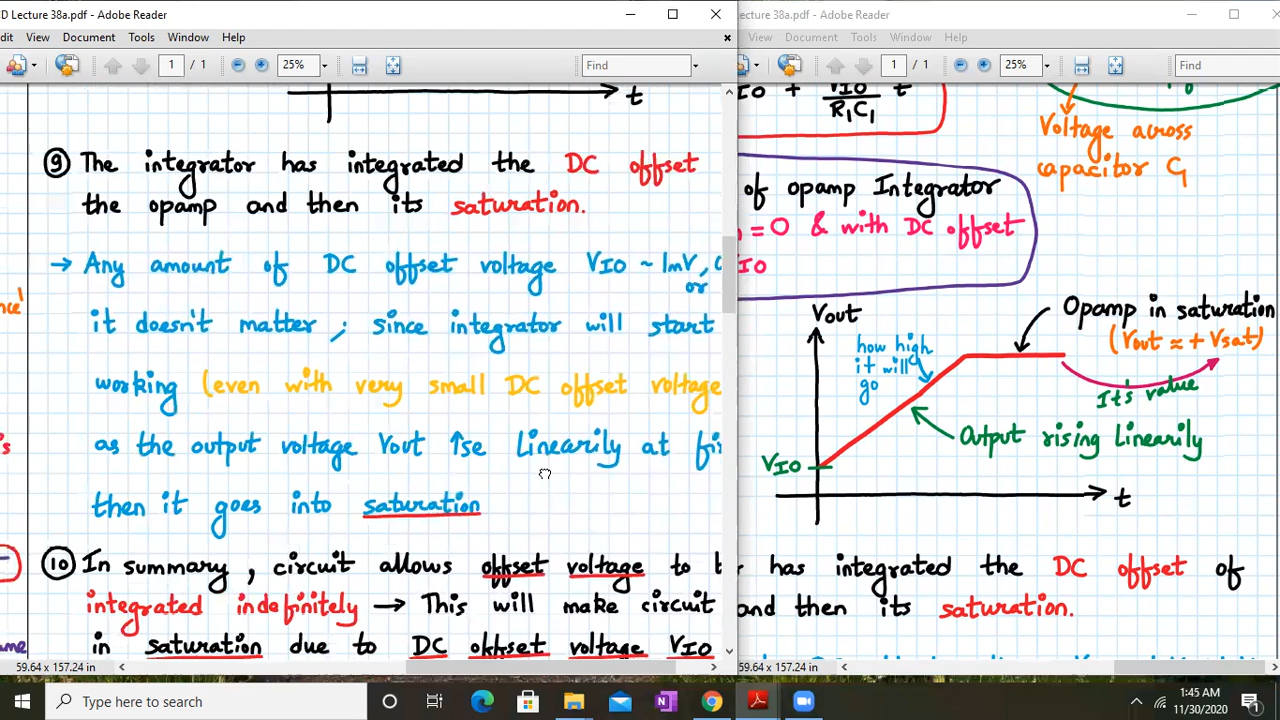 D Lecture 38a.pdf - Adobe Reader
dit View Document Tools Window Help
1 / 1 25% Find
t
9 The integrator has integrated the DC offset
the opamp and then its saturation.
→ Any amount of DC offset voltage VIO ~ 1mV,
or
it doesn't matter ; since integrator will start
working (even with very small DC offset voltage
as the output voltage Vout ↑se Linearily at
then it goes into saturation
10 In summary, circuit allows offset voltage to
integrated indefinitely → This will make circuit
in saturation due to DC offset voltage VIO
59.64 x 157.24 in
38a.pdf - Adobe Reader
View Document Tools Window Help
1 / 1 25% Find
IO + VIO/R1C1 t
Voltage across
capacitor C1
of opamp Integrator
= 0 & with DC offset
IO
Vout
how high
it will
go
Opamp in saturation
(Vout ≈ + Vsat)
It's value
Output rising Linearily
VIO
t
has integrated the DC offset of
and then its saturation.
59.64 x 157.24 in
Type here to search
1:45 AM
11/30/2020
1